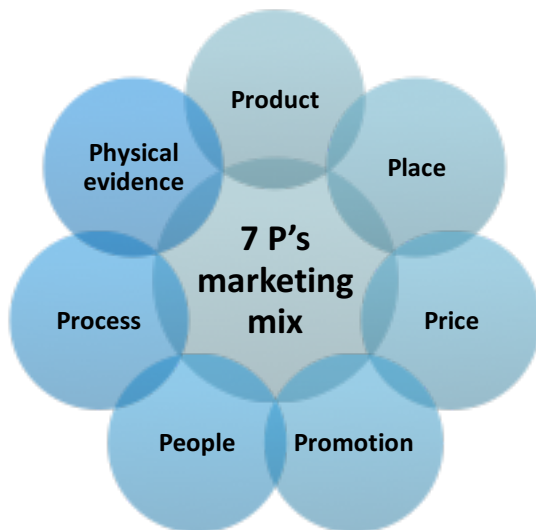 Product
Place
Price
Promotion
People
Process
Physical
evidence
7 P’s
marketing
mix